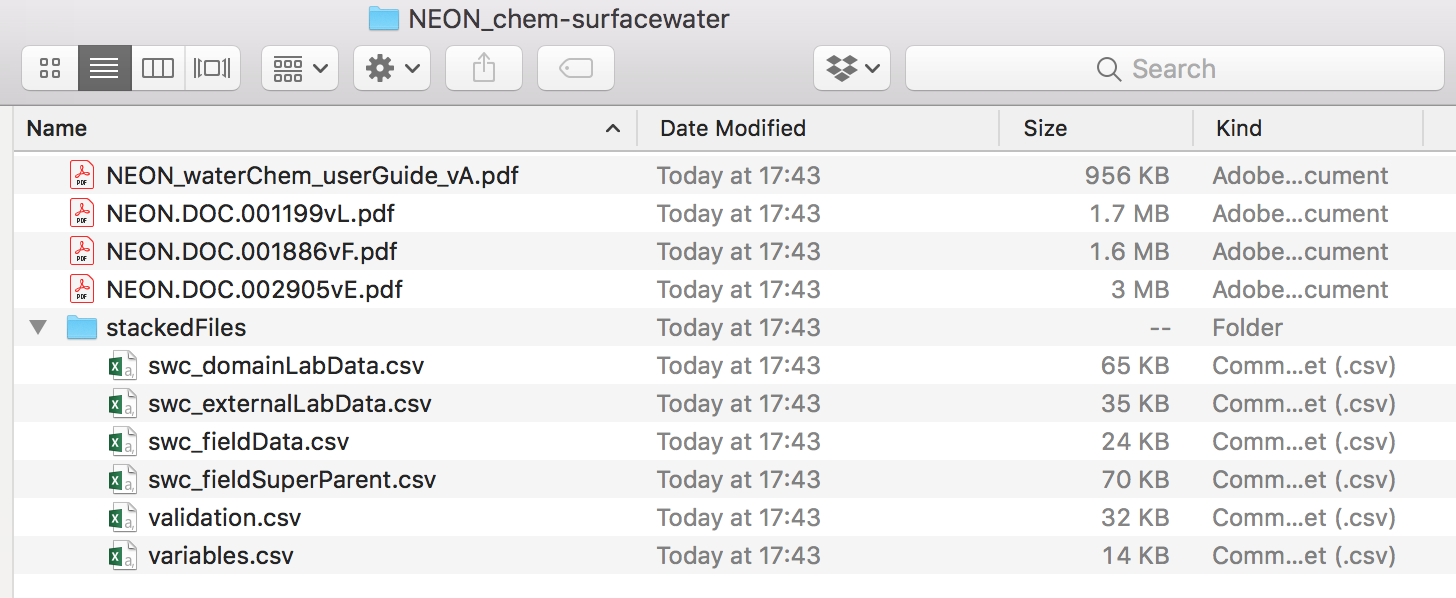 NEON_chem-surfacewater
Search
Name Date Modified Size Kind
NEON_waterChem_userGuide_vA.pdf Today at 17:43 956 KB Adobe...cument
NEON.DOC.001199vL.pdf Today at 17:43 1.7 MB Adobe...cument
NEON.DOC.001886vF.pdf Today at 17:43 1.6 MB Adobe...cument
NEON.DOC.002905vE.pdf Today at 17:43 3 MB Adobe...cument
stackedFiles Today at 17:43 -- Folder
swc_domainLabData.csv Today at 17:43 65 KB Comm...et (.csv)
swc_externalLabData.csv Today at 17:43 35 KB Comm...et (.csv)
swc_fieldData.csv Today at 17:43 24 KB Comm...et (.csv)
swc_fieldSuperParent.csv Today at 17:43 70 KB Comm...et (.csv)
validation.csv Today at 17:43 32 KB Comm...et (.csv)
variables.csv Today at 17:43 14 KB Comm...et (.csv)